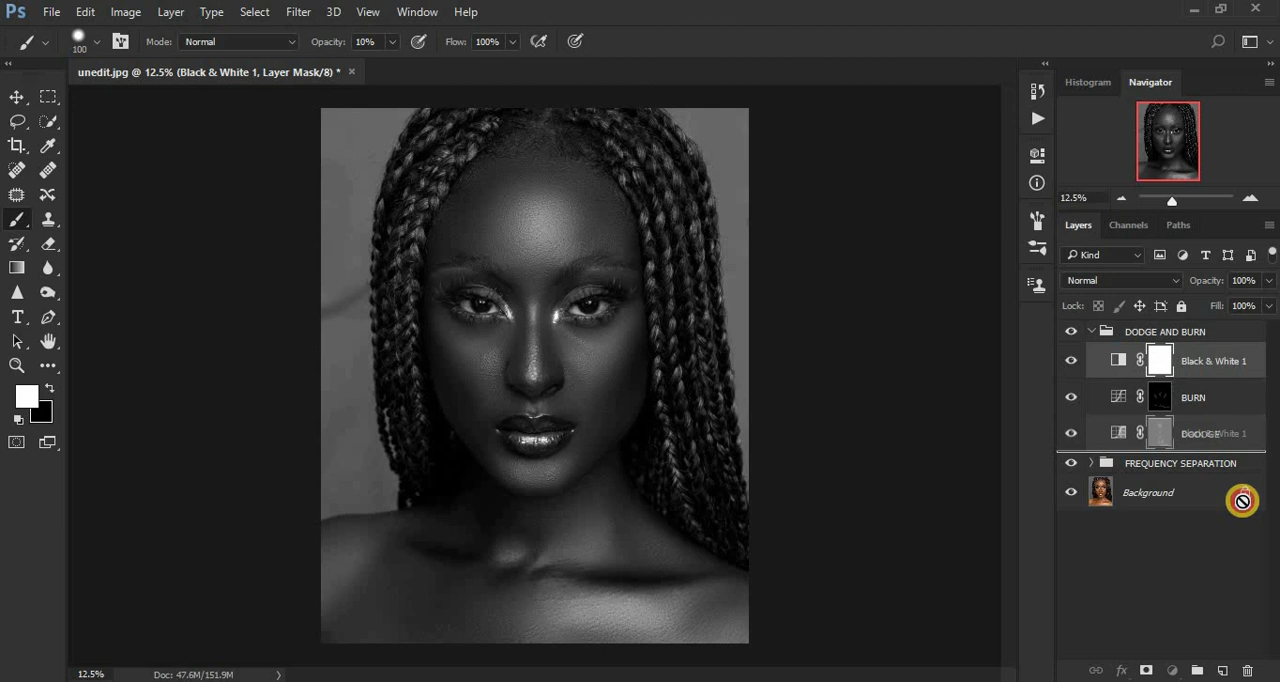 Ps File Edit Image Layer Type Select Filter 3D View Window Help
100 Mode: Normal Opacity: 10% Flow: 100%
unedit.jpg @ 12.5% (Black & White 1, Layer Mask/8) * ×
Histogram Navigator
12.5%
Layers Channels Paths
Kind
Normal Opacity: 100%
Lock: Fill: 100%
DODGE AND BURN
Black & White 1
BURN
FREQUENCY SEPARATION
Background
12.5% Doc: 47.6M/151.9M